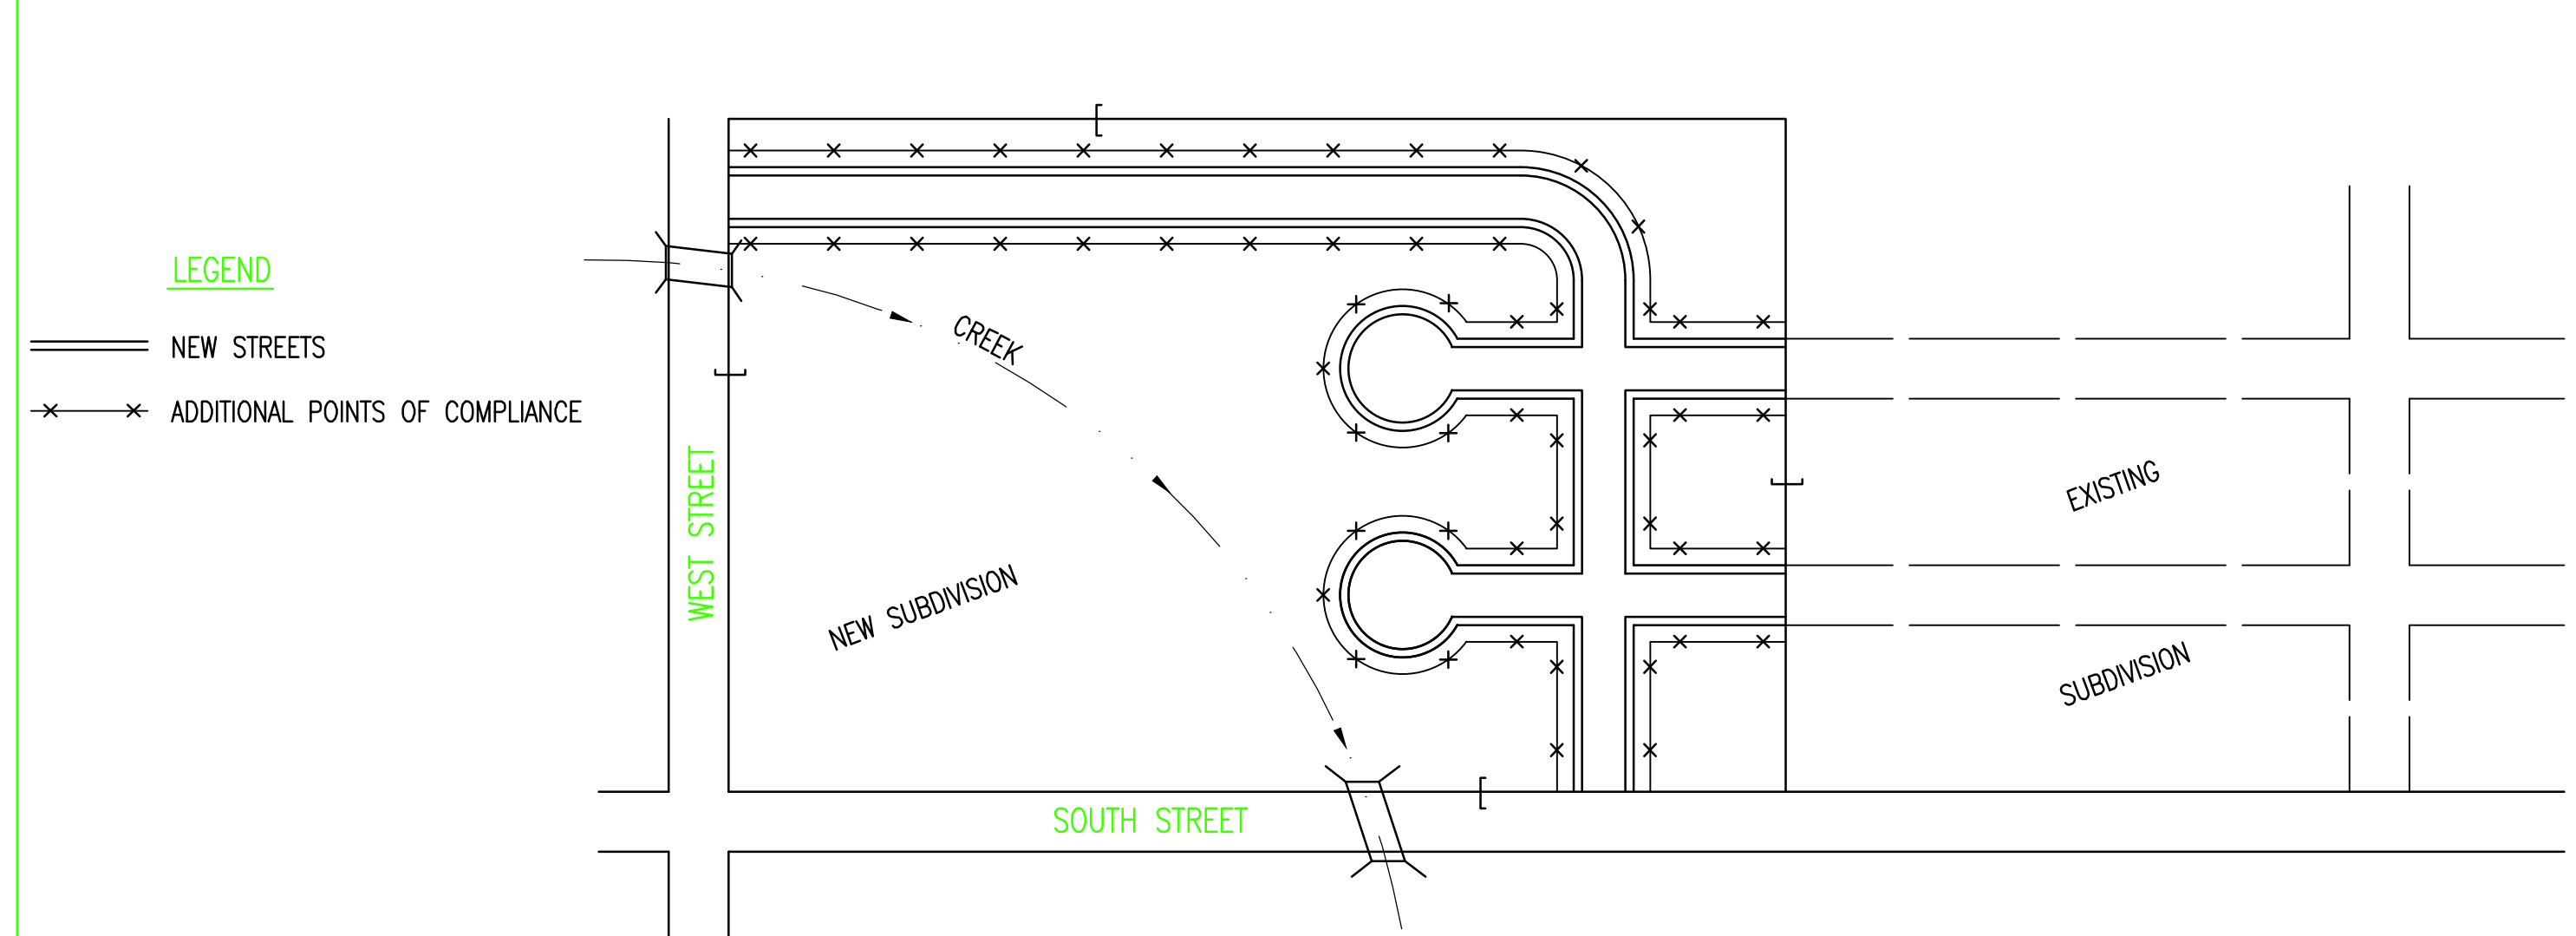 LEGEND
NEW STREETS
ADDITIONAL POINTS OF COMPLIANCE
CREEK
WEST STREET
NEW SUBDIVISION
SOUTH STREET
EXISTING
SUBDIVISION